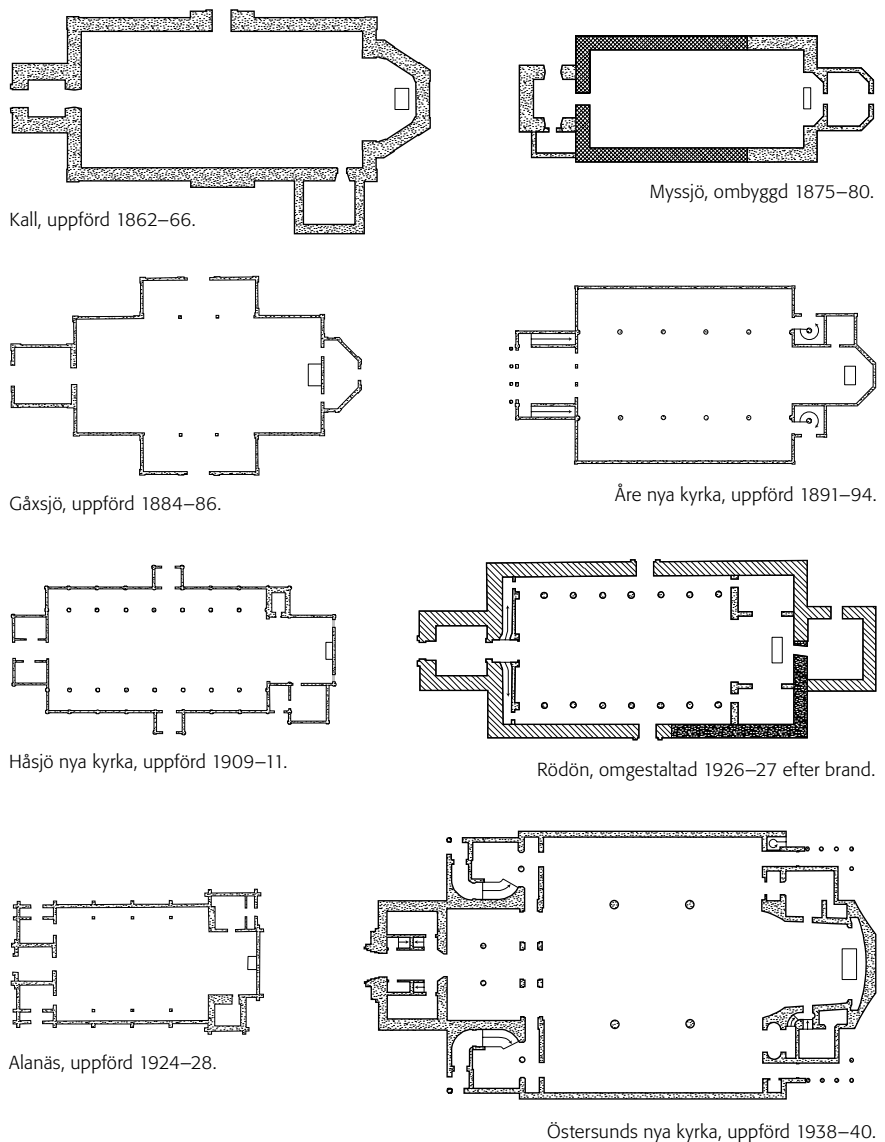 Kall, uppförd 1862–66.
Myssjö, ombyggd 1875–80.
Gåxsjö, uppförd 1884–86.
Åre nya kyrka, uppförd 1891–94.
Håsjö nya kyrka, uppförd 1909–11.
Rödön, omgestaltad 1926–27 efter brand.
Alanäs, uppförd 1924–28.
Östersunds nya kyrka, uppförd 1938–40.